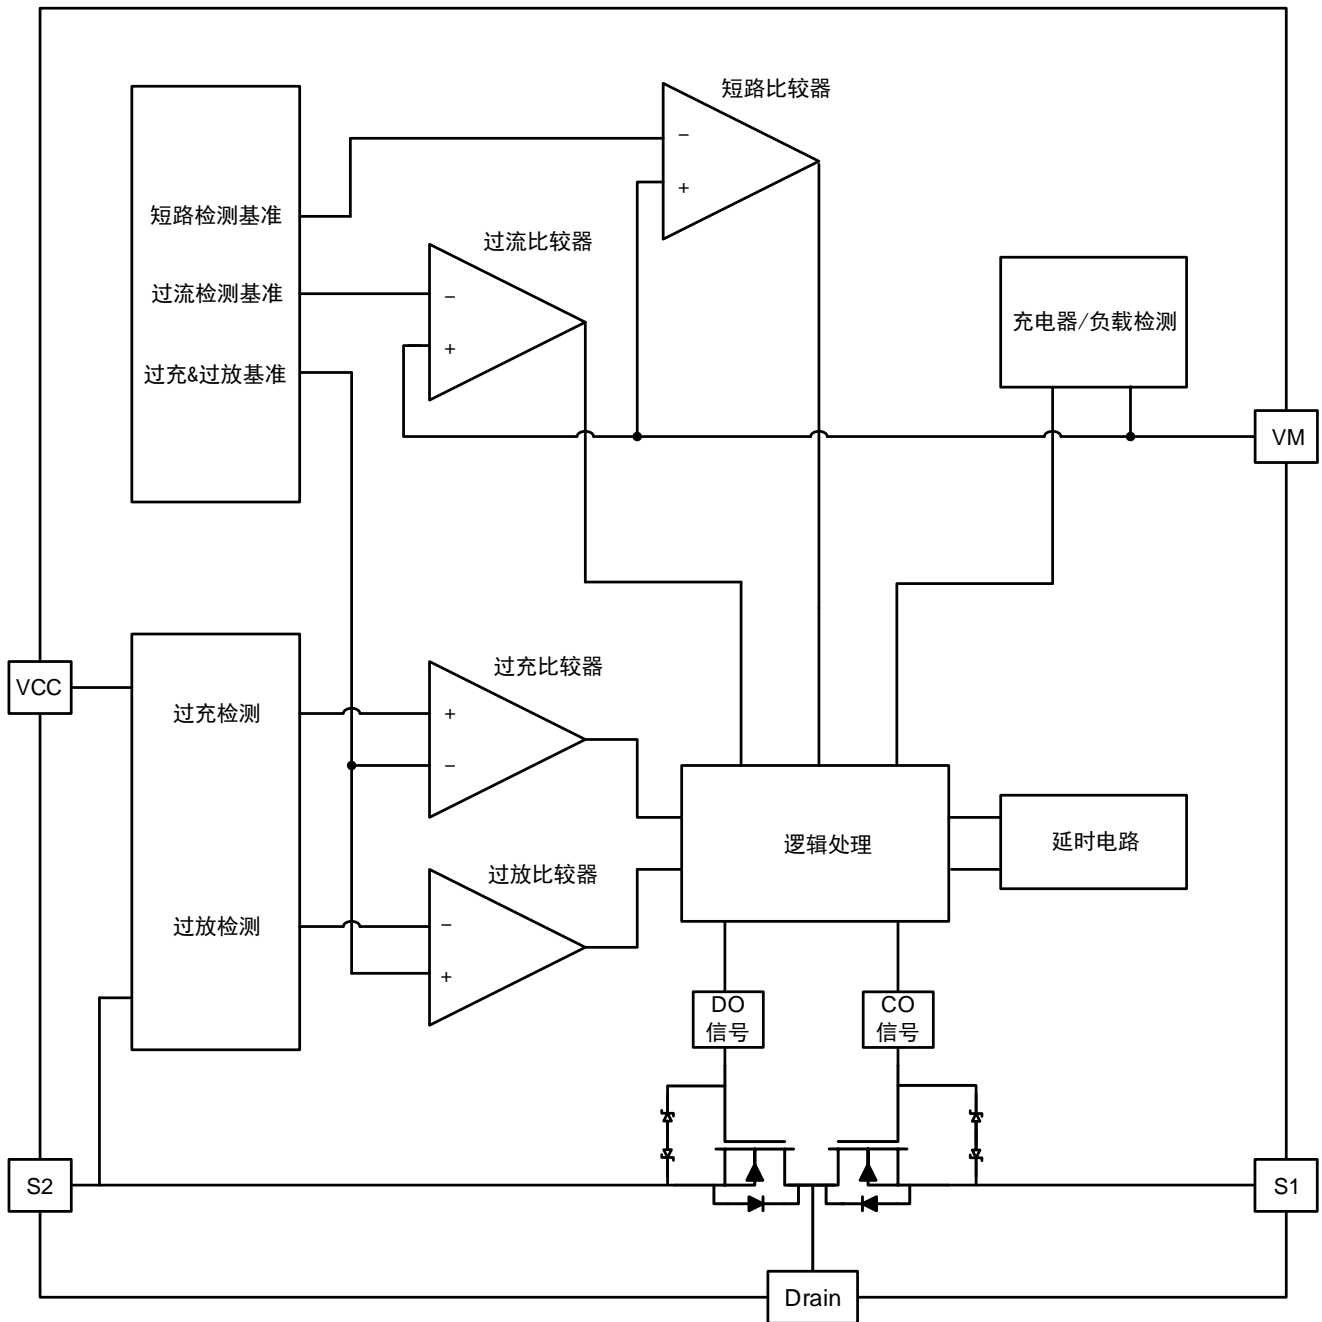 短路比较器
-
+
短路检测基准
过流比较器
过流检测基准
-
+
过充&过放基准
充电器/负载检测
VM
VCC
过充检测
过充比较器
+
-
过放检测
过放比较器
-
+
逻辑处理
延时电路
DO
信号
CO
信号
S2
S1
Drain